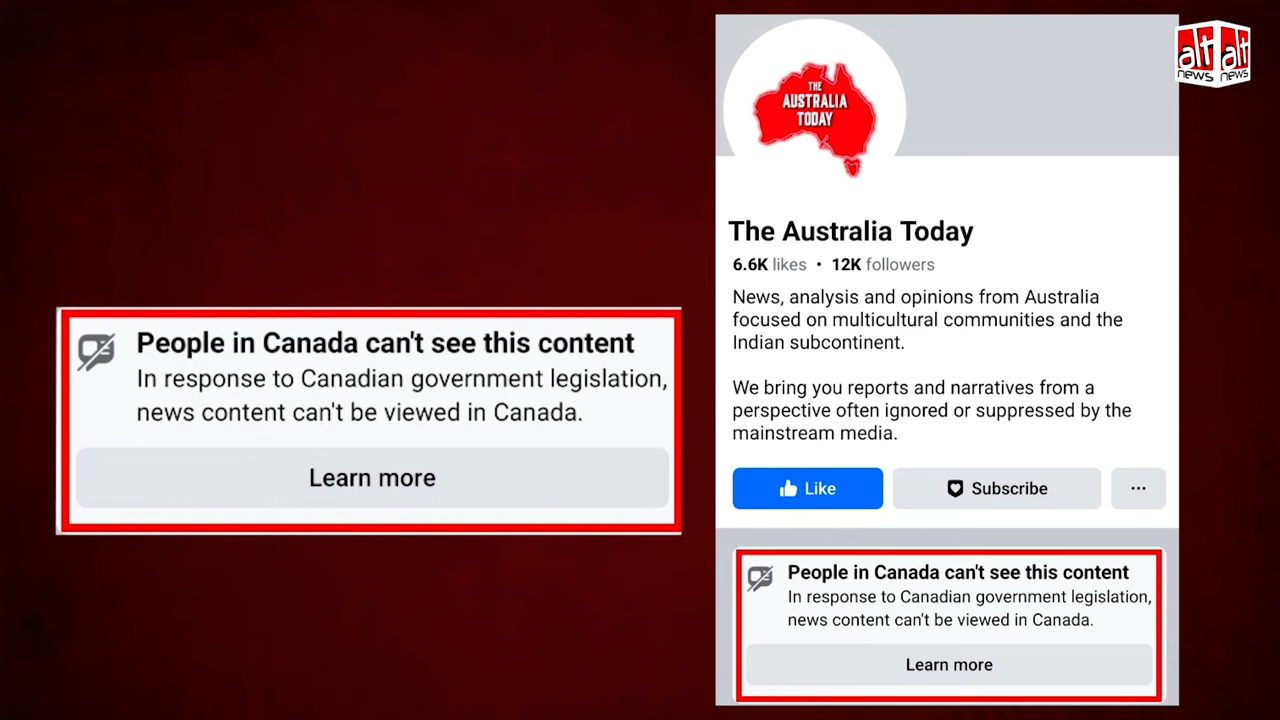 People in Canada can't see this content
In response to Canadian government legislation,
news content can't be viewed in Canada.
Learn more
THE
AUSTRALIA
TODAY
The Australia Today
6.6K likes • 12K followers
News, analysis and opinions from Australia
focused on multicultural communities and the
Indian subcontinent.
We bring you reports and narratives from a
perspective often ignored or suppressed by the
mainstream media.
Like
Subscribe
People in Canada can't see this content
In response to Canadian government legislation,
news content can't be viewed in Canada.
Learn more
alt alt
news news